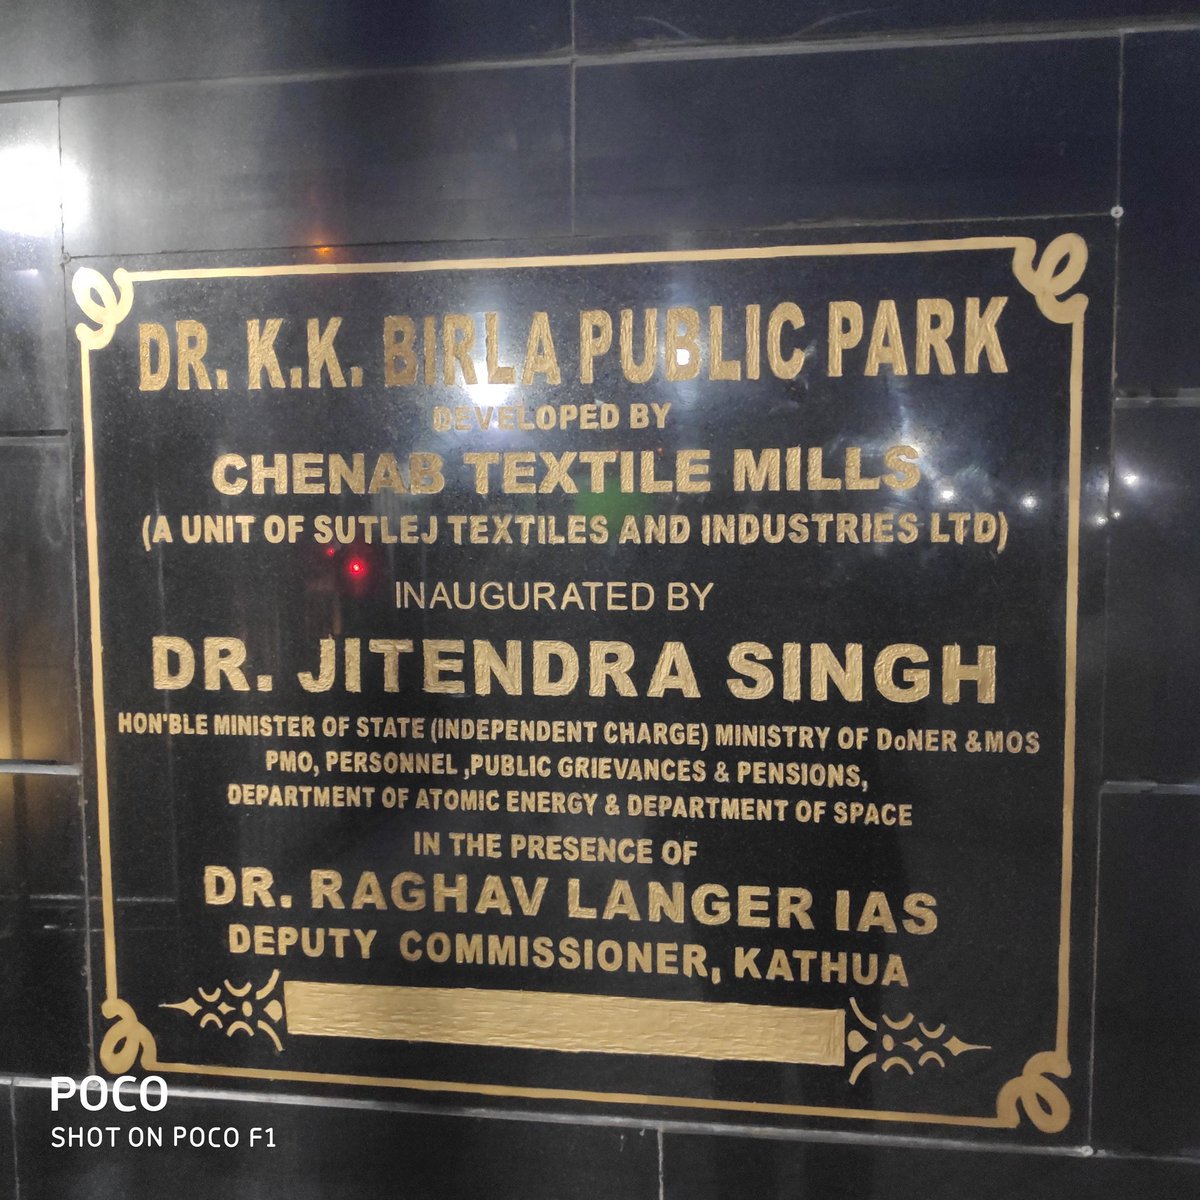 DR. K.K. BIRLA PUBLIC PARK
DEVELOPED BY
CHENAB TEXTILE MILLS
(A UNIT OF SUTLEJ TEXTILES AND INDUSTRIES LTD)
INAUGURATED BY
DR. JITENDRA SINGH
HON'BLE MINISTER OF STATE (INDEPENDENT CHARGE) MINISTRY OF DoNER &MOS
PMO, PERSONNEL ,PUBLIC GRIEVANCES & PENSIONS,
DEPARTMENT OF ATOMIC ENERGY & DEPARTMENT OF SPACE
IN THE PRESENCE OF
DR. RAGHAV LANGER IAS
DEPUTY COMMISSIONER, KATHUA
POCO
SHOT ON POCO F1